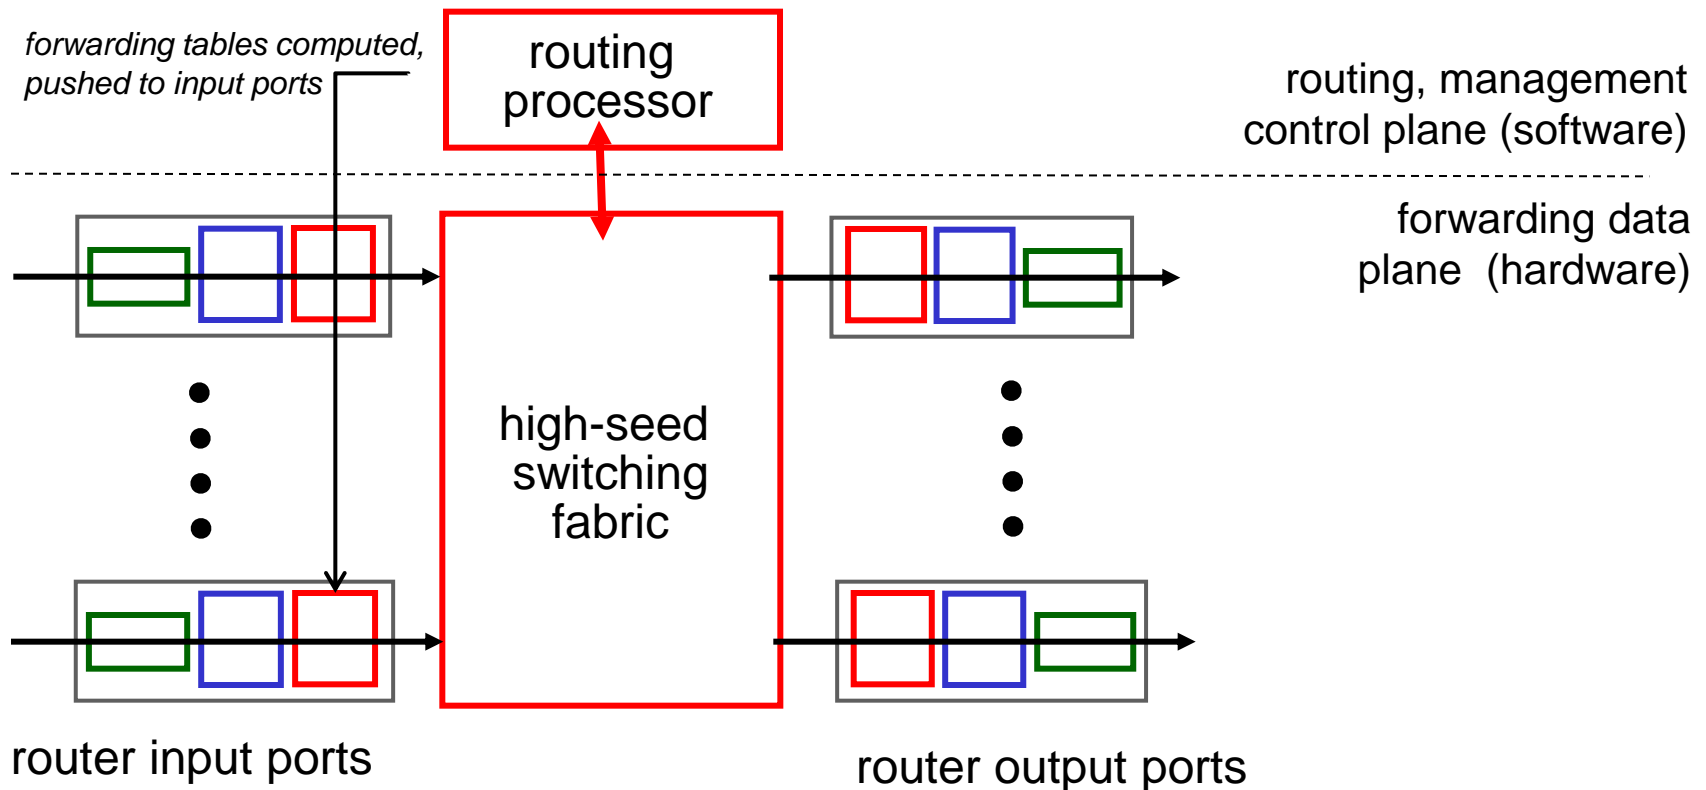 forwarding tables computed,
pushed to input ports
routing
processor
routing, management
control plane (software)
forwarding data
plane (hardware)
high-seed
switching
fabric
router input ports
router output ports